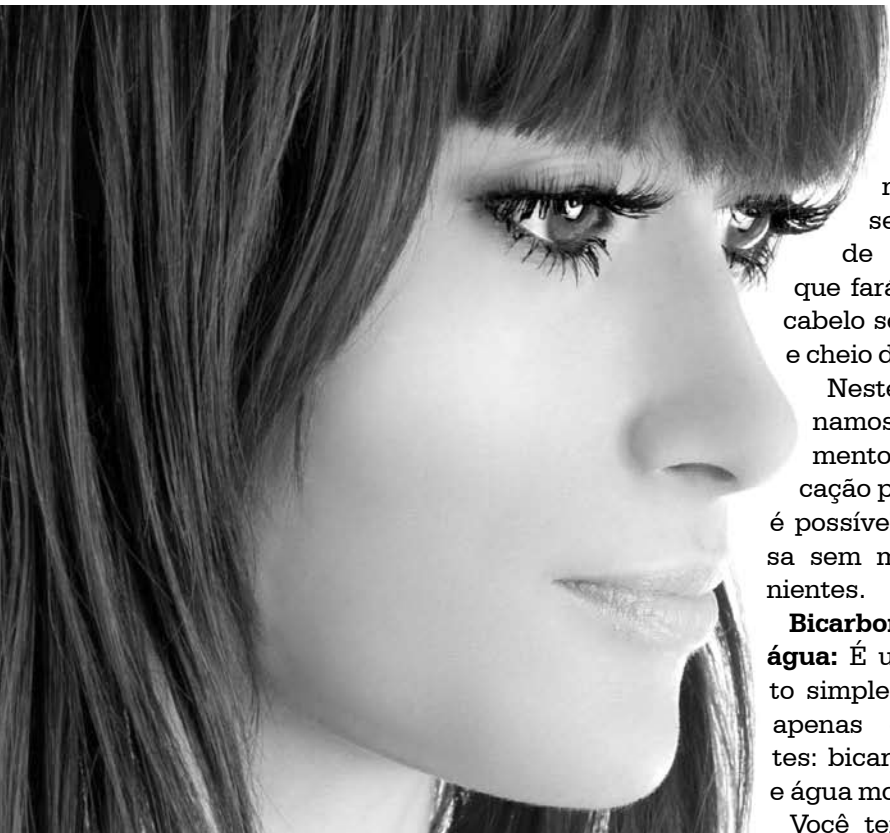 se
de
que fará
cabelo se
e cheio d
Neste
namos
mento
cação p
é possíve
sa sem m
nientes.
Bicarbon
água: É u
to simple
apenas
tes: bicar
e água mo
Você te